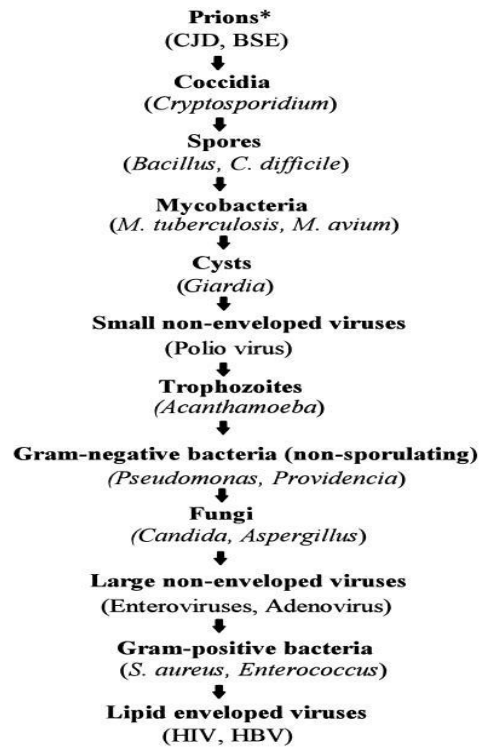 Prions*
(CJD, BSE)
Coccidia
(Cryptosporidium)
Spores
(Bacillus, C. difficile)
Mycobacteria
(M. tuberculosis, M. avium)
Cysts
(Giardia)
Small non-enveloped viruses
(Polio virus)
Trophozoites
(Acanthamoeba)
Gram-negative bacteria (non-sporulating)
(Pseudomonas, Providencia)
Fungi
(Candida, Aspergillus)
Large non-enveloped viruses
(Enteroviruses, Adenovirus)
Gram-positive bacteria
(S. aureus, Enterococcus)
Lipid enveloped viruses
(HIV, HBV)